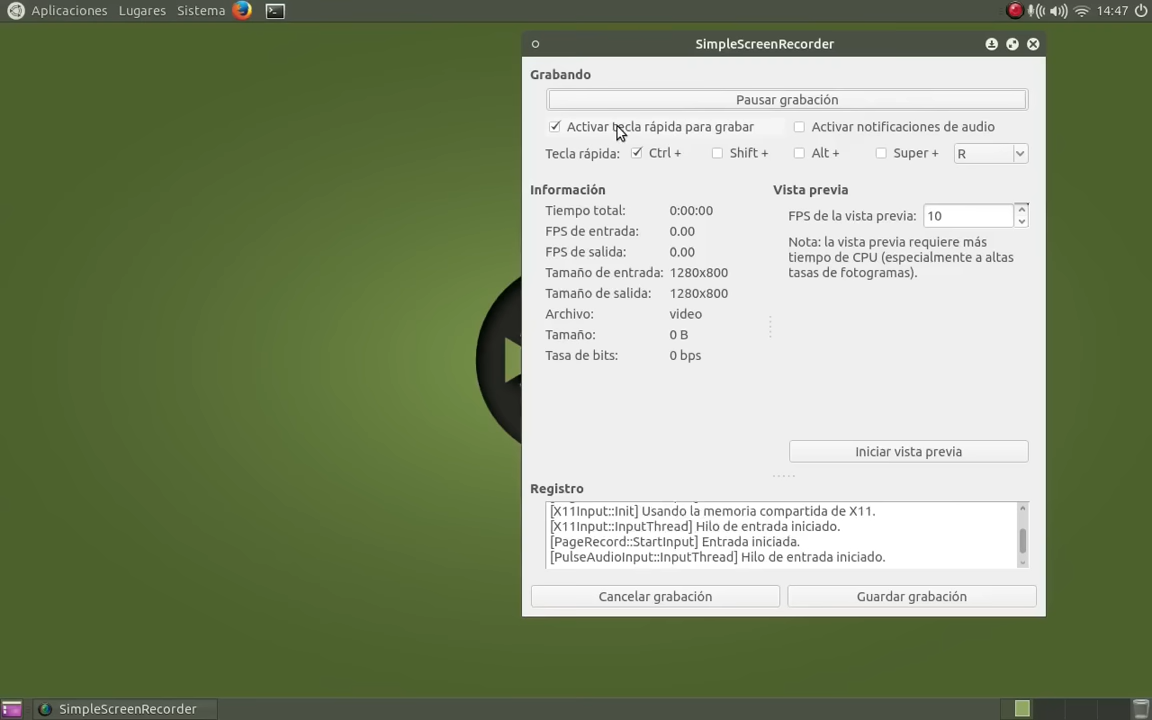 Aplicaciones Lugares Sistema 14:47
SimpleScreenRecorder
Grabando
Pausar grabación
Activar tecla rápida para grabar Activar notificaciones de audio
Tecla rápida: Ctrl + Shift + Alt + Super + R
Información
Tiempo total: 0:00:00
FPS de entrada: 0.00
FPS de salida: 0.00
Tamaño de entrada: 1280x800
Tamaño de salida: 1280x800
Archivo: video
Tamaño: 0 B
Tasa de bits: 0 bps
Vista previa
FPS de la vista previa: 10
Nota: la vista previa requiere más
tiempo de CPU (especialmente a altas
tasas de fotogramas).
Iniciar vista previa
Registro
[X11Input::Init] Usando la memoria compartida de X11.
[X11Input::InputThread] Hilo de entrada iniciado.
[PageRecord::StartInput] Entrada iniciada.
[PulseAudioInput::InputThread] Hilo de entrada iniciado.
Cancelar grabación Guardar grabación
SimpleScreenRecorder